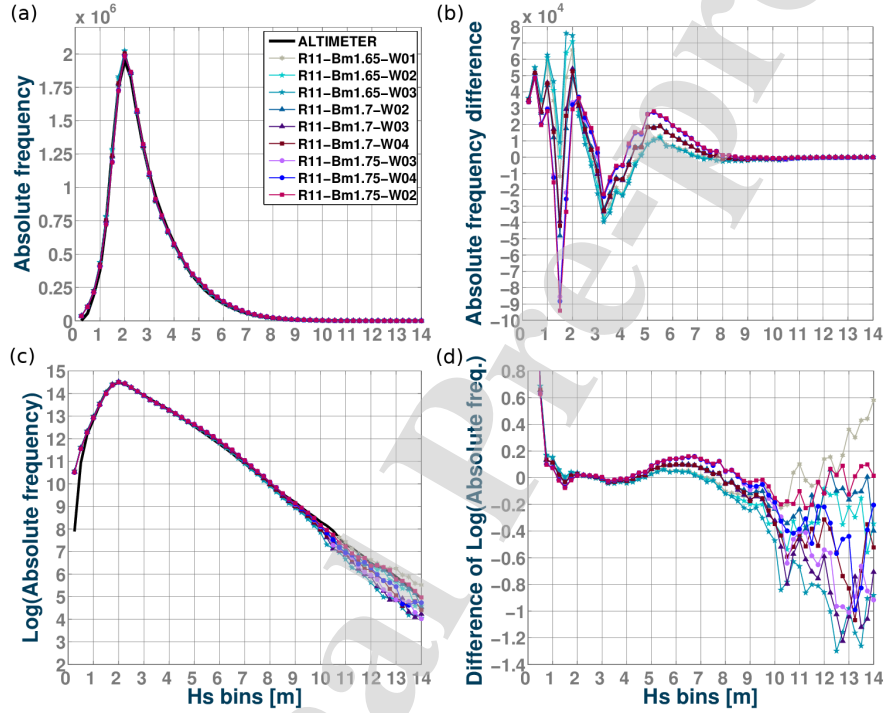 (a)
x 10^6
2
1.75
1.5
1.25
1
0.75
0.5
0.25
0
Absolute frequency
ALTIMETER
R11-Bm1.65-W01
R11-Bm1.65-W02
R11-Bm1.65-W03
R11-Bm1.7-W02
R11-Bm1.7-W03
R11-Bm1.7-W04
R11-Bm1.75-W03
R11-Bm1.75-W04
R11-Bm1.75-W02
0 1 2 3 4 5 6 7 8 9 10 11 12 13 14
(b)
x 10^4
8
7
6
5
4
3
2
1
0
-1
-2
-3
-4
-5
-6
-7
-8
-9
-10
Absolute frequency difference
0 1 2 3 4 5 6 7 8 9 10 11 12 13 14
(c)
15
14
13
12
11
10
9
8
7
6
5
4
3
2
Log(Absolute frequency)
0 1 2 3 4 5 6 7 8 9 10 11 12 13 14
Hs bins [m]
(d)
0.8
0.6
0.4
0.2
0
-0.2
-0.4
-0.6
-0.8
-1
-1.2
-1.4
Difference of Log(Absolute freq.)
0 1 2 3 4 5 6 7 8 9 10 11 12 13 14
Hs bins [m]
al Pre-pro